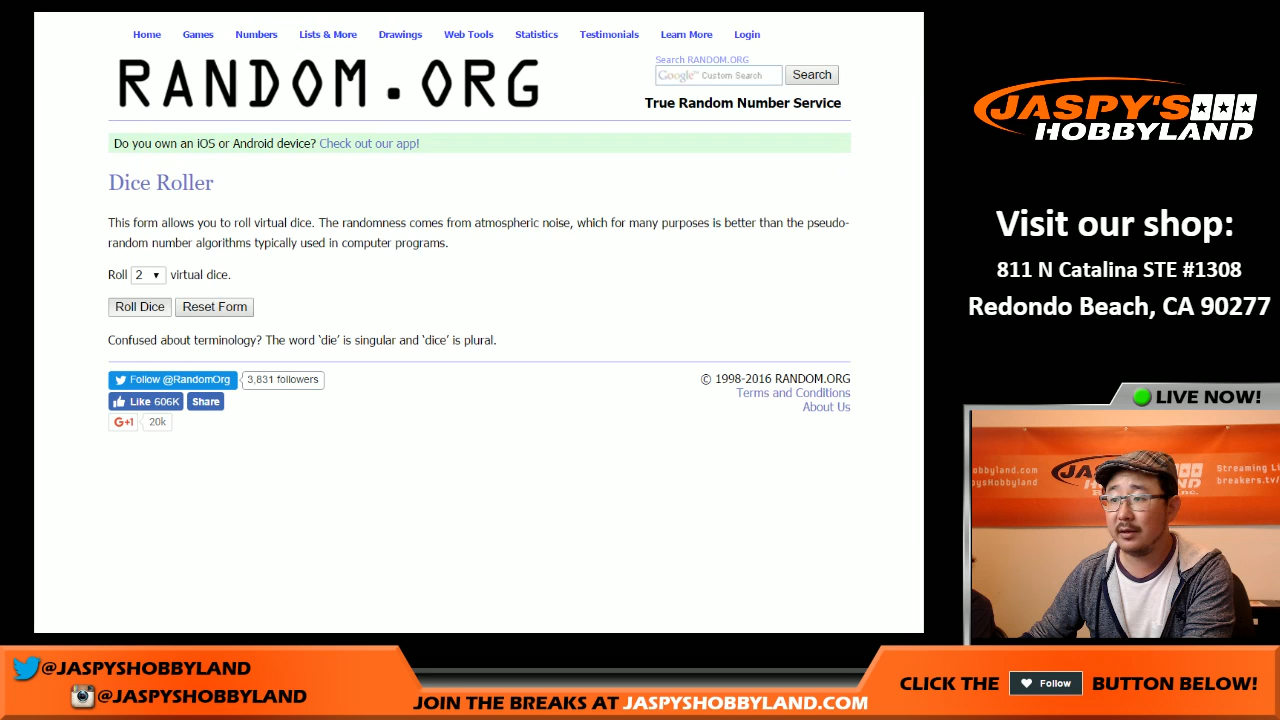 Home Games Numbers Lists & More Drawings Web Tools Statistics Testimonials Learn More Login
RANDOM.ORG
Search RANDOM.ORG
Google™ Custom Search Search
True Random Number Service
Do you own an iOS or Android device? Check out our app!
Dice Roller
This form allows you to roll virtual dice. The randomness comes from atmospheric noise, which for many purposes is better than the pseudo-
random number algorithms typically used in computer programs.
Roll 2 virtual dice.
Roll Dice Reset Form
Confused about terminology? The word ‘die’ is singular and ‘dice’ is plural.
Follow @RandomOrg 3,831 followers
Like 606K Share
G+1 20k
© 1998-2016 RANDOM.ORG
Terms and Conditions
About Us
JASPY'S
HOBBYLAND
Visit our shop:
811 N Catalina STE #1308
Redondo Beach, CA 90277
LIVE NOW!
hobbyland.com
Streaming Li
breakers.tv/
@JASPYSHOBBYLAND
@JASPYSHOBBYLAND
JOIN THE BREAKS AT JASPYSHOBBYLAND.COM
CLICK THE Follow BUTTON BELOW!